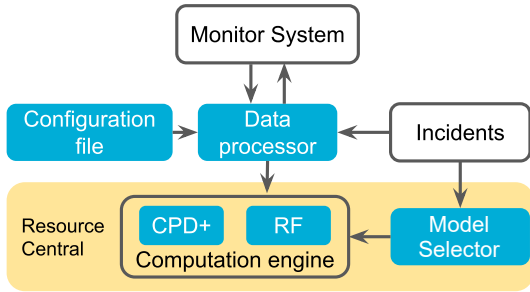 Monitor System
Configuration
file
Data
processor
Incidents
Resource
Central
CPD+
RF
Computation engine
Model
Selector